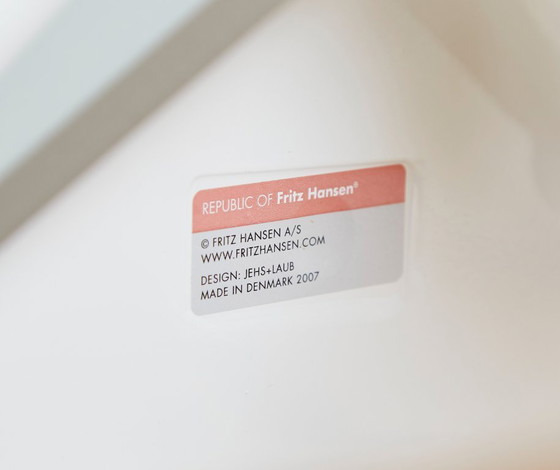 REPUBLIC OF Fritz Hansen®
© FRITZ HANSEN A/S
WWW.FRITZHANSEN.COM
DESIGN: JEHS+LAUB
MADE IN DENMARK 2007